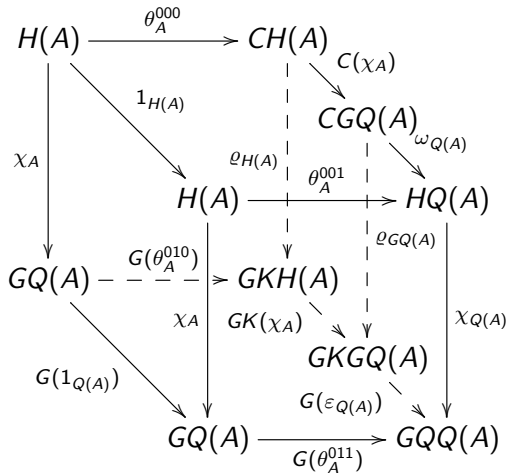 θ_A^{000}
H(A) CH(A)
C(χ_A)
1_{H(A)}
CGQ(A)
ω_{Q(A)}
χ_A ϱ_{H(A)}
θ_A^{001}
H(A) HQ(A)
ϱ_{GQ(A)}
G(θ_A^{010})
GQ(A) GKH(A)
χ_A GK(χ_A) χ_{Q(A)}
GKGQ(A)
G(1_{Q(A)}) G(ε_{Q(A)})
GQ(A) GQQ(A)
G(θ_A^{011})